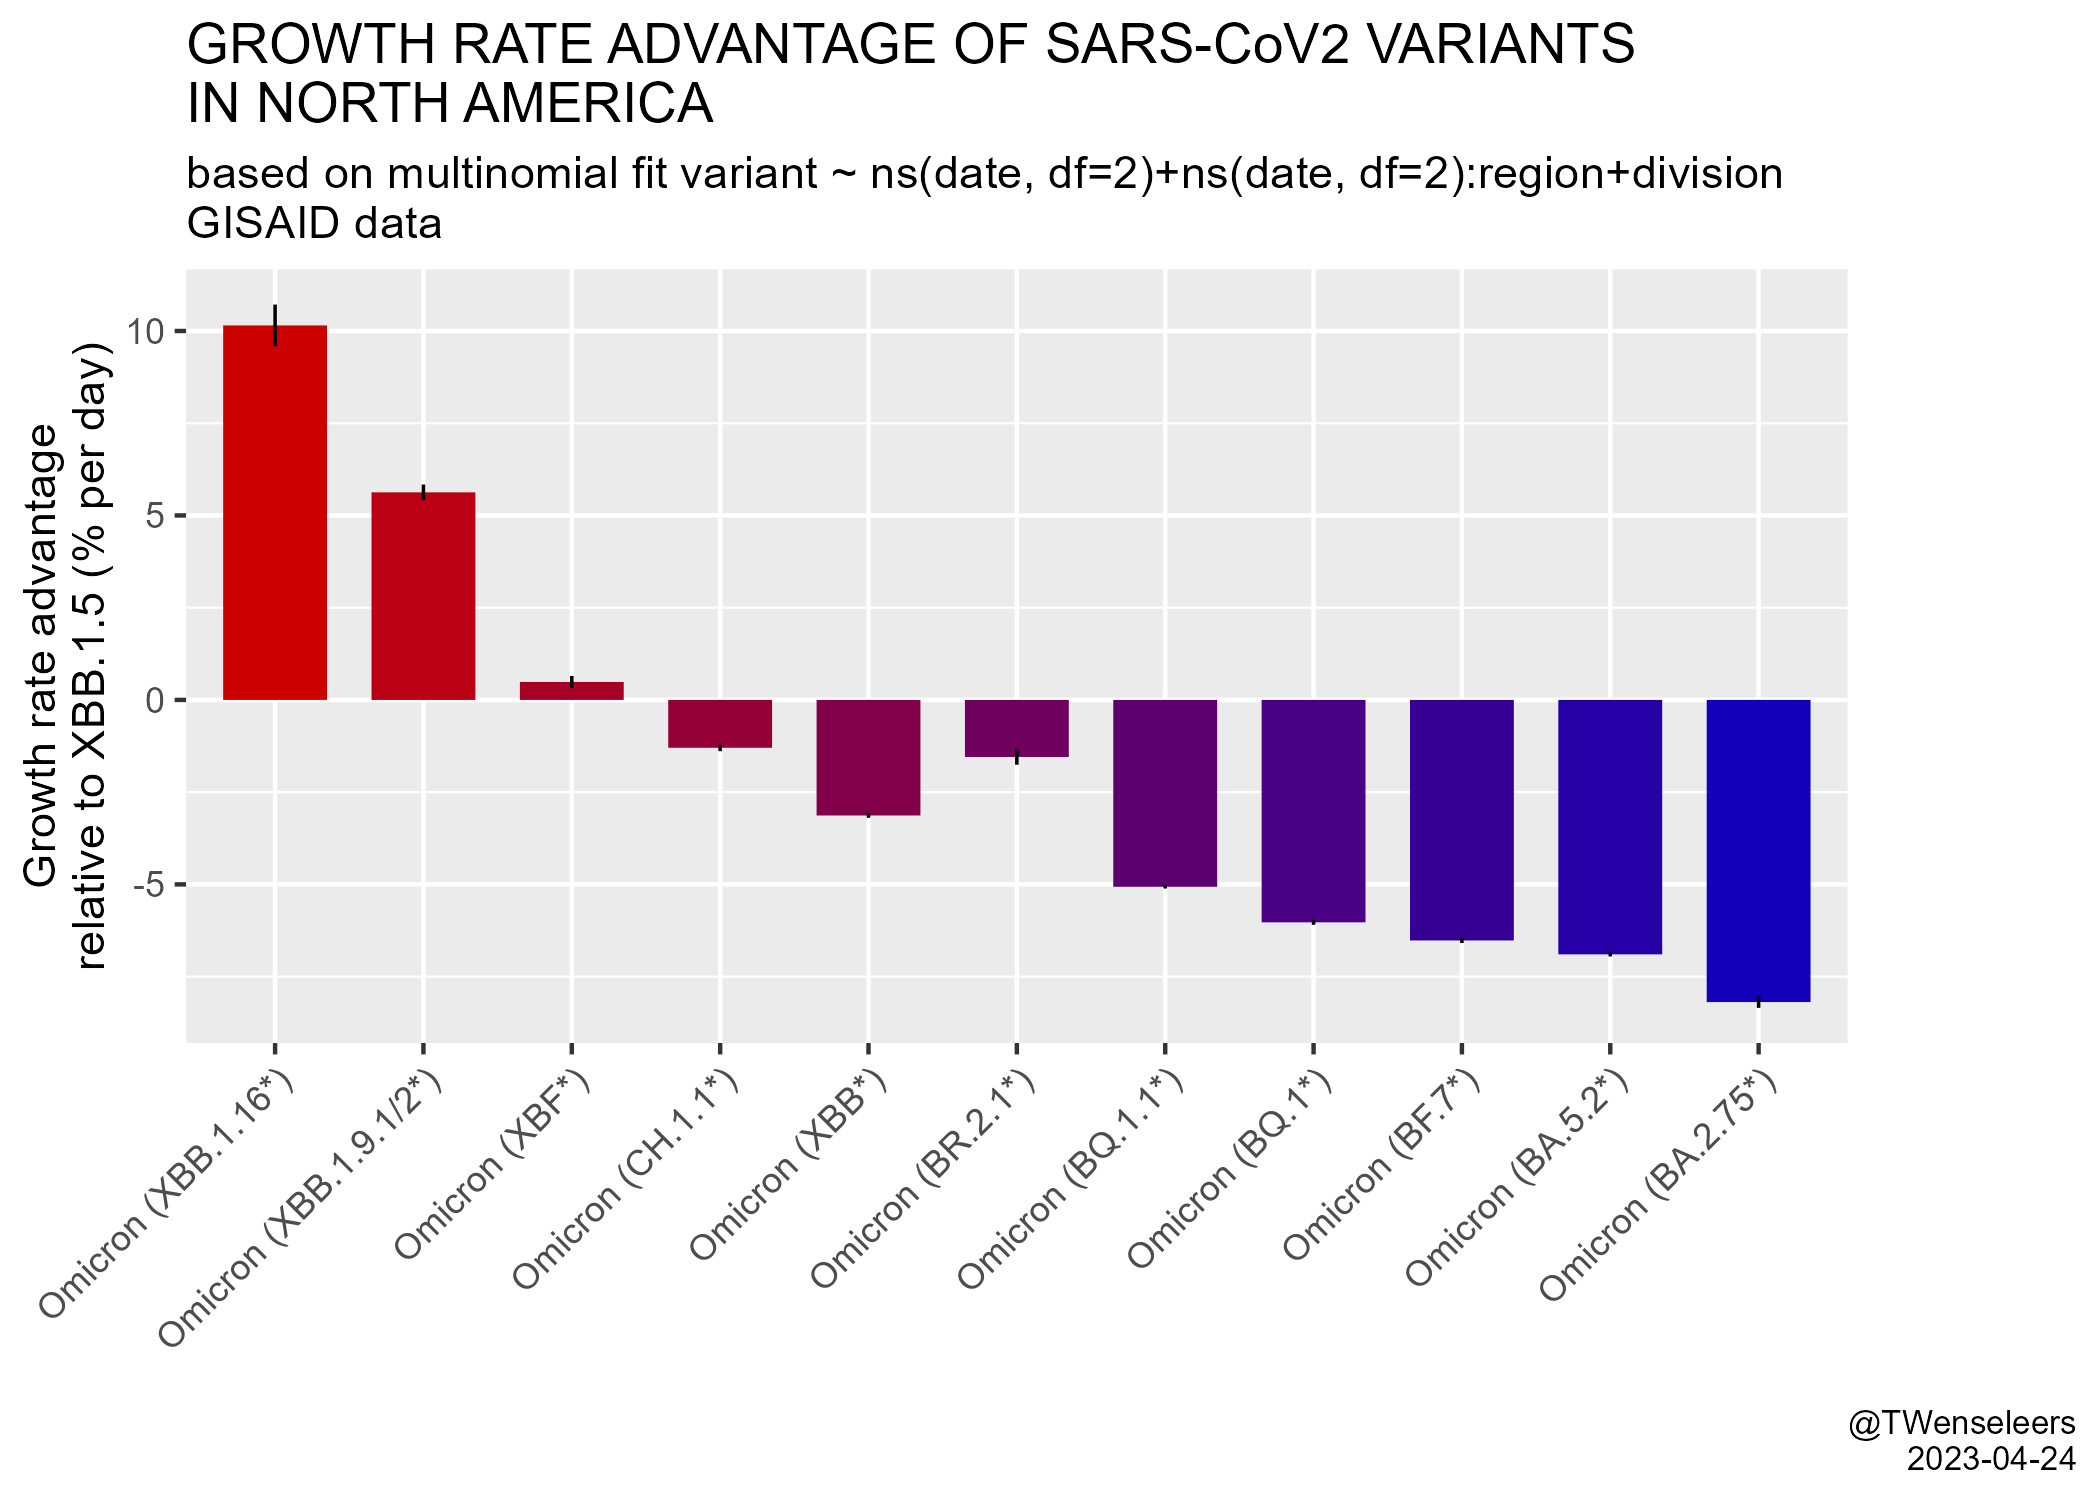 GROWTH RATE ADVANTAGE OF SARS-CoV2 VARIANTS
IN NORTH AMERICA
based on multinomial fit variant ~ ns(date, df=2)+ns(date, df=2):region+division
GISAID data
Growth rate advantage
relative to XBB.1.5 (% per day)
10
5
0
-5
Omicron (XBB.1.16*)
Omicron (XBB.1.9.1/2*)
Omicron (XBF*)
Omicron (CH.1.1*)
Omicron (XBB*)
Omicron (BR.2.1*)
Omicron (BQ.1.1*)
Omicron (BQ.1*)
Omicron (BF.7*)
Omicron (BA.5.2*)
Omicron (BA.2.75*)
@TWenseleers
2023-04-24